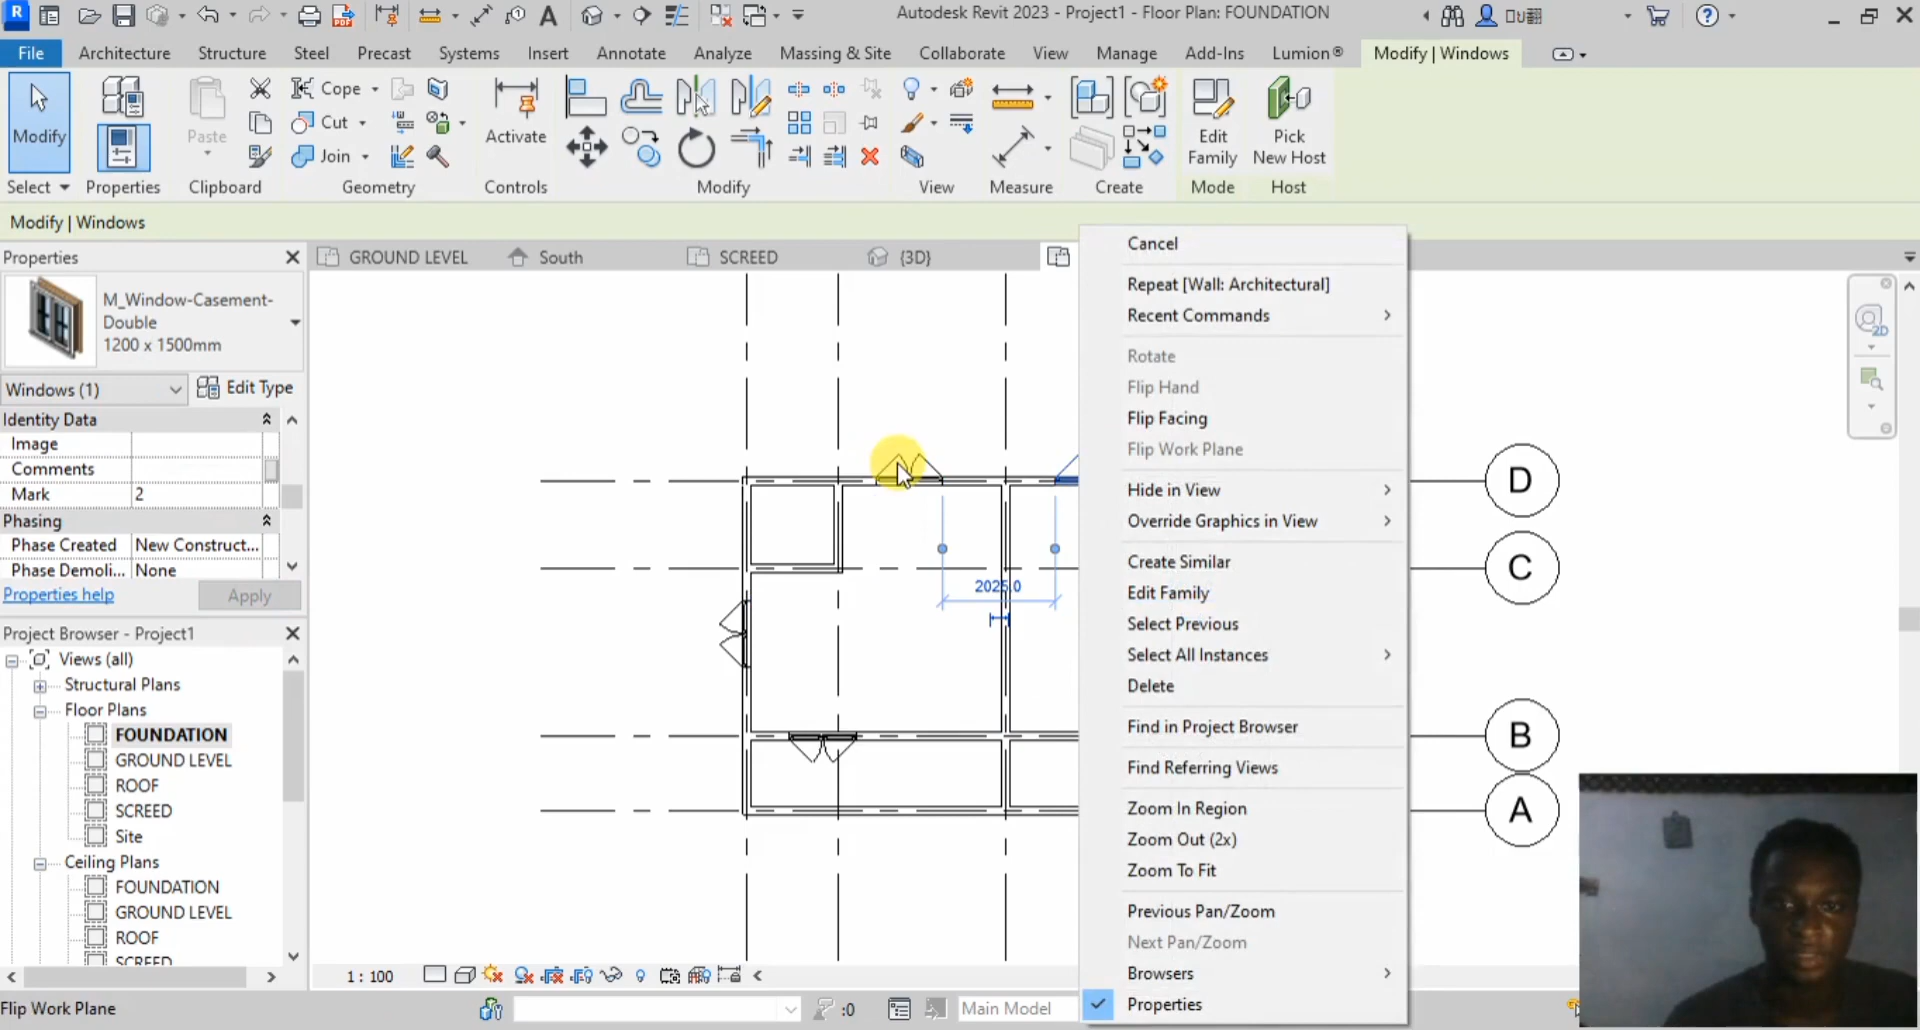 Autodesk Revit 2023 - Project1 - Floor Plan: FOUNDATION
File Architecture Structure Steel Precast Systems Insert Annotate Analyze Massing & Site Collaborate View Manage Add-Ins Lumion® Modify | Windows
Modify
Paste
Cope
Cut
Join
Activate
Edit
Family
Pick
New Host
Select Properties Clipboard Geometry Controls Modify View Measure Create Mode Host
Modify | Windows
Properties
M_Window-Casement-
Double
1200 x 1500mm
Windows (1) Edit Type
Identity Data
Image
Comments
Mark 2
Phasing
Phase Created New Construct...
Phase Demoli... None
Properties help Apply
Project Browser - Project1
Views (all)
Structural Plans
Floor Plans
FOUNDATION
GROUND LEVEL
ROOF
SCREED
Site
Ceiling Plans
FOUNDATION
GROUND LEVEL
ROOF
SCREED
GROUND LEVEL South SCREED {3D}
2025.0
D
C
B
A
Cancel
Repeat [Wall: Architectural]
Recent Commands
Rotate
Flip Hand
Flip Facing
Flip Work Plane
Hide in View
Override Graphics in View
Create Similar
Edit Family
Select Previous
Select All Instances
Delete
Find in Project Browser
Find Referring Views
Zoom In Region
Zoom Out (2x)
Zoom To Fit
Previous Pan/Zoom
Next Pan/Zoom
Browsers
Properties
1 : 100
Flip Work Plane :0 Main Model